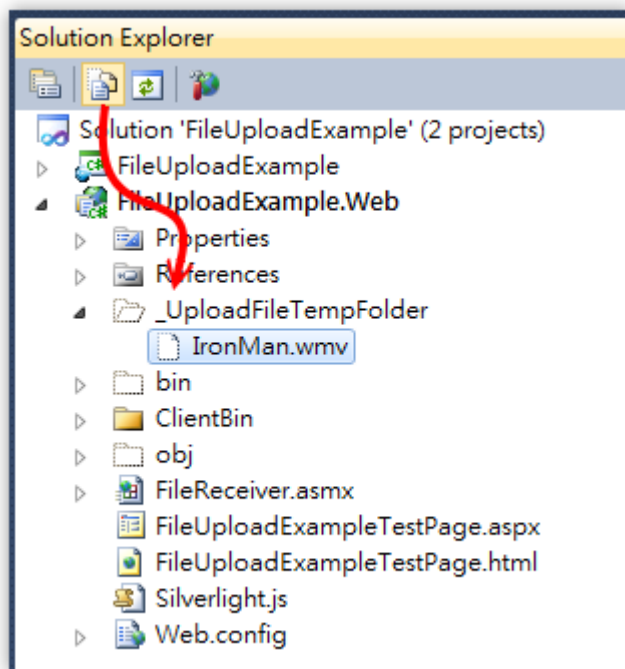 Solution Explorer
Solution 'FileUploadExample' (2 projects)
FileUploadExample
FileUploadExample.Web
Properties
References
_UploadFileTempFolder
IronMan.wmv
bin
ClientBin
obj
FileReceiver.asmx
FileUploadExampleTestPage.aspx
FileUploadExampleTestPage.html
Silverlight.js
Web.config